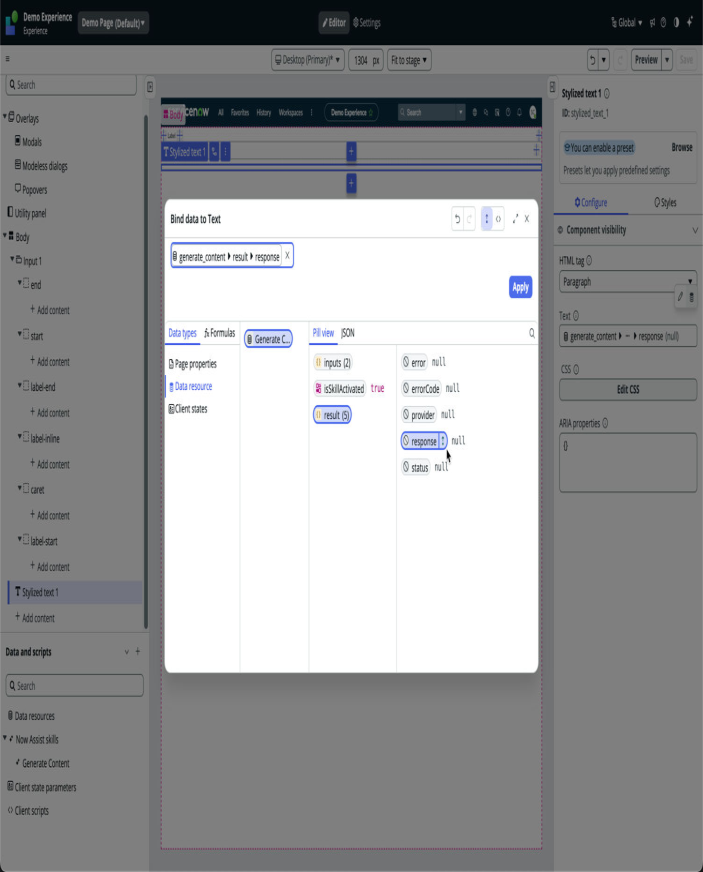 Demo Experience
Experience
Demo Page (Default)
Editor
Settings
Global
Desktop (Primary)*
1304 px
Fit to stage
Preview
Save
Search
Overlays
Modals
Modeless dialogs
Popovers
Utility panel
Body
Input 1
end
+ Add content
start
+ Add content
label-end
+ Add content
label-inline
+ Add content
caret
+ Add content
label-start
+ Add content
Stylized text 1
+ Add content
Data and scripts
Search
Data resources
Now Assist skills
Generate Content
Client state parameters
Client scripts
Body
cenow
All
Favorites
History
Workspaces
Demo Experience
Search
Label
Stylized text 1
Bind data to Text
generate_content
result
response
X
Apply
Data types
fx Formulas
Page properties
Data resource
Client states
Generate C...
Pill view
JSON
inputs (2)
isSkillActivated true
result (5)
error null
errorCode null
provider null
response null
status null
Stylized text 1
ID: stylized_text_1
You can enable a preset
Browse
Presets let you apply predefined settings
Configure
Styles
Component visibility
HTML tag
Paragraph
Text
generate_content
response (null)
CSS
Edit CSS
ARIA properties
{}